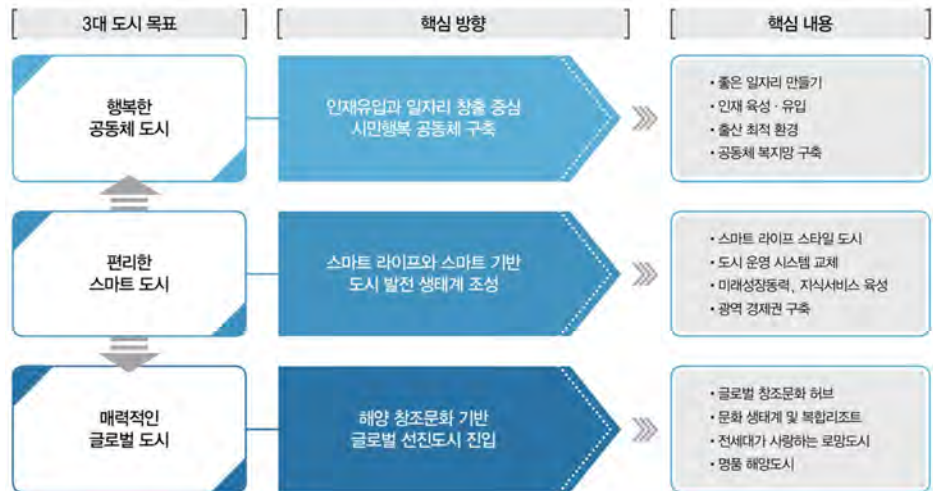 3대 도시 목표
핵심 방향
핵심 내용
행복한
공동체 도시
인재유입과 일자리 창출 중심
시민행복 공동체 구축
• 좋은 일자리 만들기
• 인재 육성 · 유입
• 출산 최적 환경
• 공동체 복지망 구축
편리한
스마트 도시
스마트 라이프와 스마트 기반
도시 발전 생태계 조성
• 스마트 라이프 스타일 도시
• 도시 운영 시스템 교체
• 미래성장동력, 지식서비스 육성
• 광역 경제권 구축
매력적인
글로벌 도시
해양 창조문화 기반
글로벌 선진도시 진입
• 글로벌 창조문화 허브
• 문화 생태계 및 복합리조트
• 전세대가 사랑하는 로망도시
• 명품 해양도시